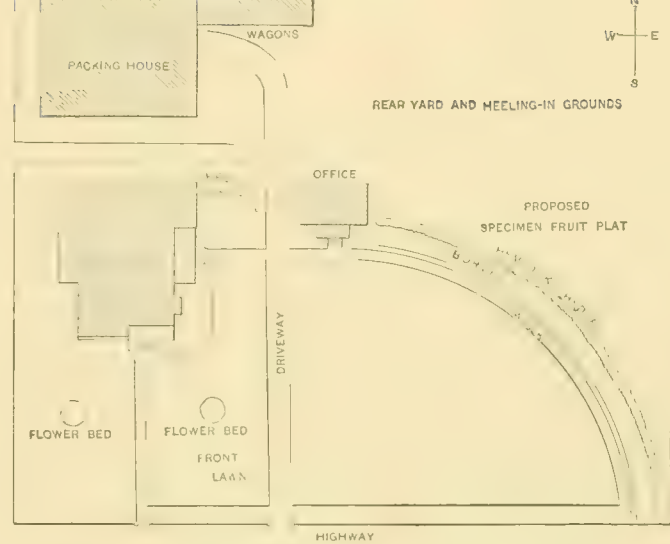 N
WAGONS
W E
PACKING HOUSE
S
REAR YARD AND HEELING-IN GROUNDS
OFFICE
PROPOSED
SPECIMEN FRUIT PLAT
DRIVEWAY
FLOWER BED
FLOWER BED
FRONT
LAWN
HIGHWAY